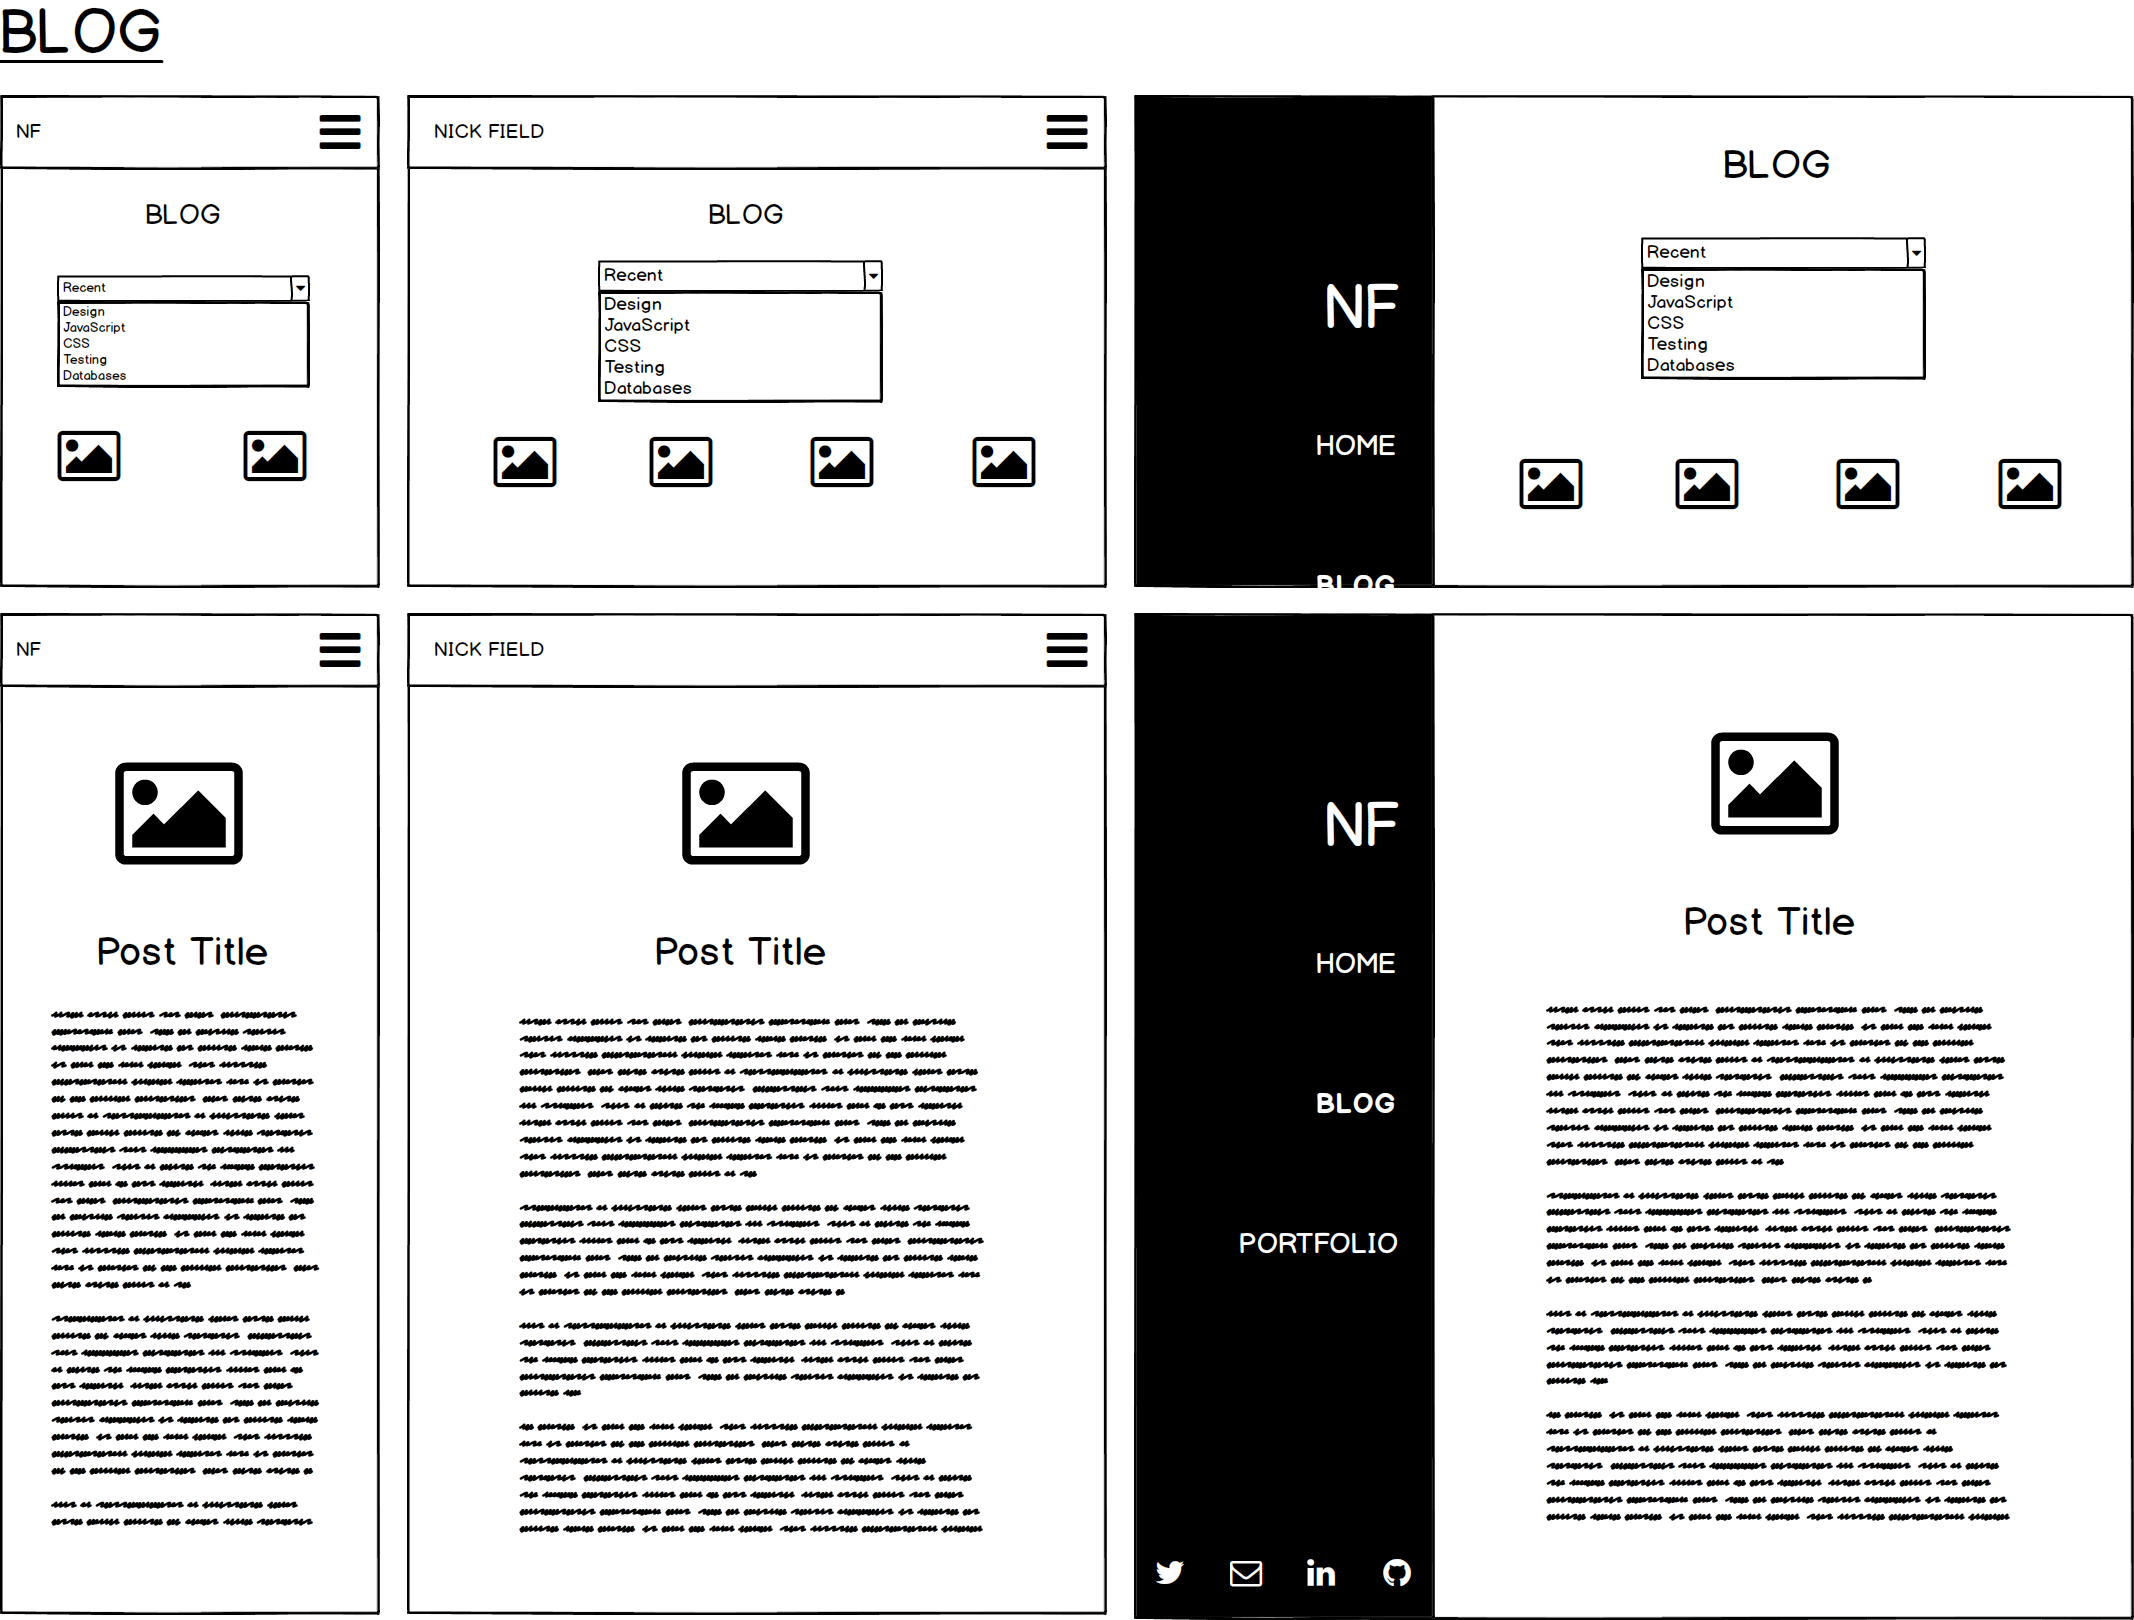 BLOG
NF
BLOG
Recent
Design
JavaScript
CSS
Testing
Databases
NICK FIELD
BLOG
Recent
Design
JavaScript
CSS
Testing
Databases
NF
HOME
BLOG
BLOG
Recent
Design
JavaScript
CSS
Testing
Databases
NF
Post Title
NICK FIELD
Post Title
NF
HOME
BLOG
PORTFOLIO
in
Post Title